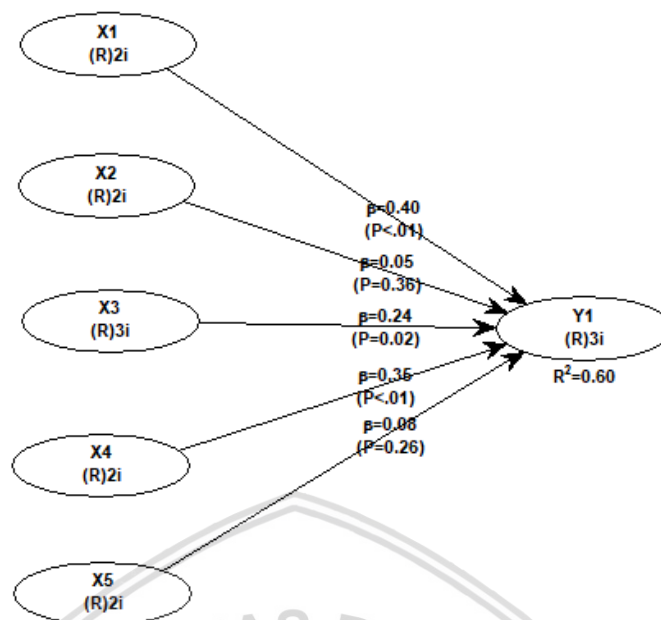 X1
(R)2i
X2
(R)2i
β=0.40
(P<.01)
β=0.05
(P=0.36)
X3
(R)3i
β=0.24
(P=0.02)
Y1
(R)3i
R²=0.60
β=0.35
(P<.01)
X4
(R)2i
β=0.08
(P=0.26)
X5
(R)2i